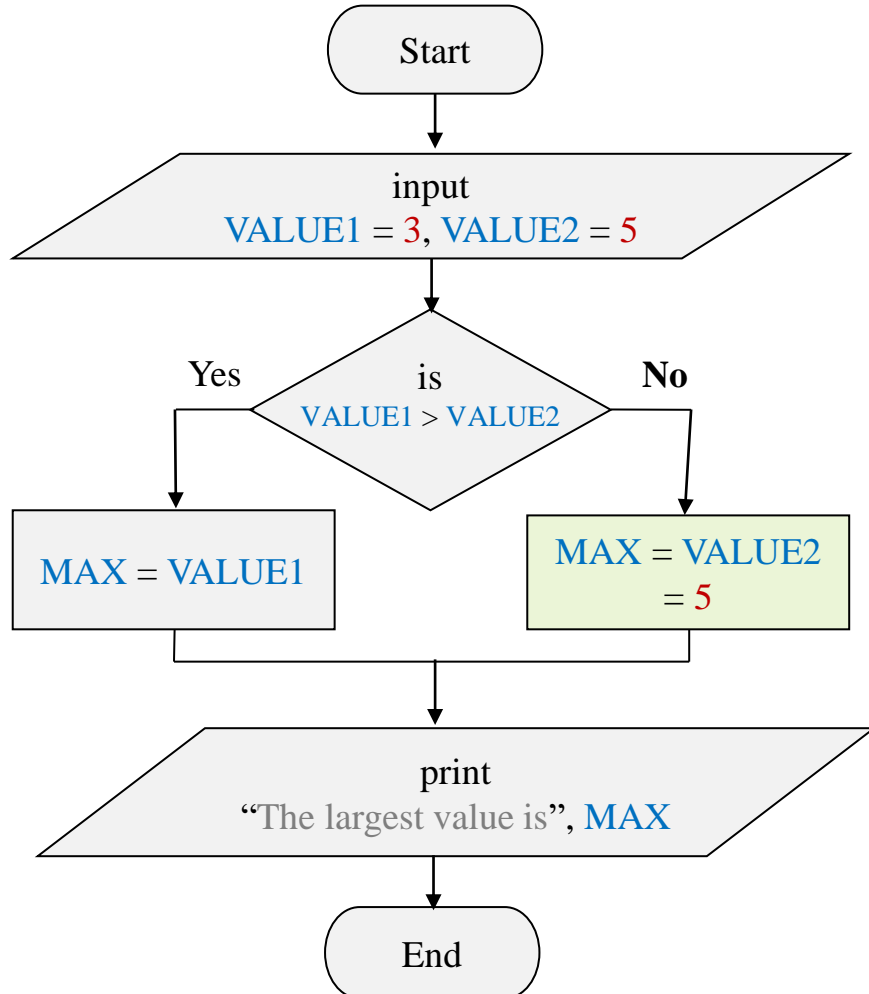 Start
input
VALUE1 = 3, VALUE2 = 5
Yes
is
No
VALUE1 > VALUE2
MAX = VALUE1
MAX = VALUE2
= 5
print
“The largest value is”, MAX
End